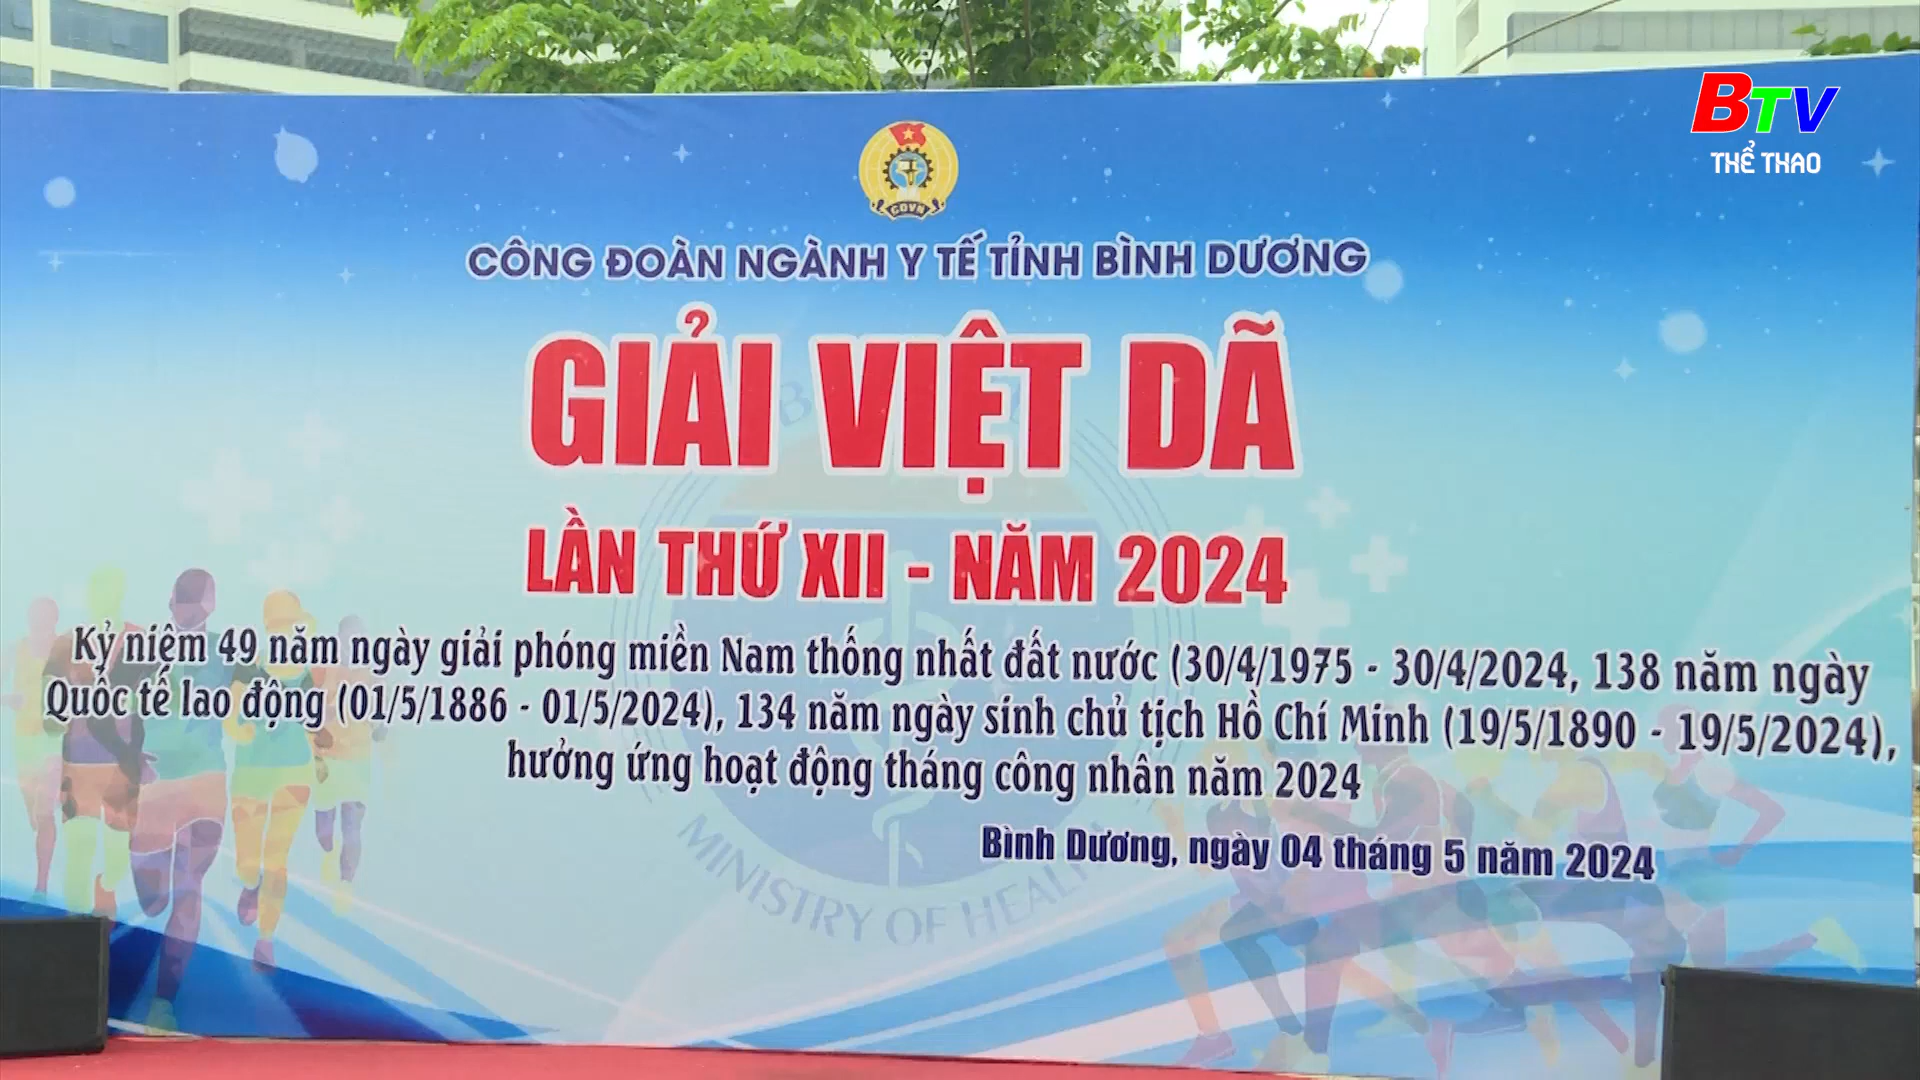 BTV
THỂ THAO
CĐVN
CÔNG ĐOÀN NGÀNH Y TẾ TỈNH BÌNH DƯƠNG
GIẢI VIỆT DÃ
LẦN THỨ XII - NĂM 2024
Kỷ niệm 49 năm ngày giải phóng miền Nam thống nhất đất nước (30/4/1975 - 30/4/2024, 138 năm ngày
Quốc tế lao động (01/5/1886 - 01/5/2024), 134 năm ngày sinh chủ tịch Hồ Chí Minh (19/5/1890 - 19/5/2024),
hưởng ứng hoạt động tháng công nhân năm 2024
Bình Dương, ngày 04 tháng 5 năm 2024
MINISTRY OF HEALTH